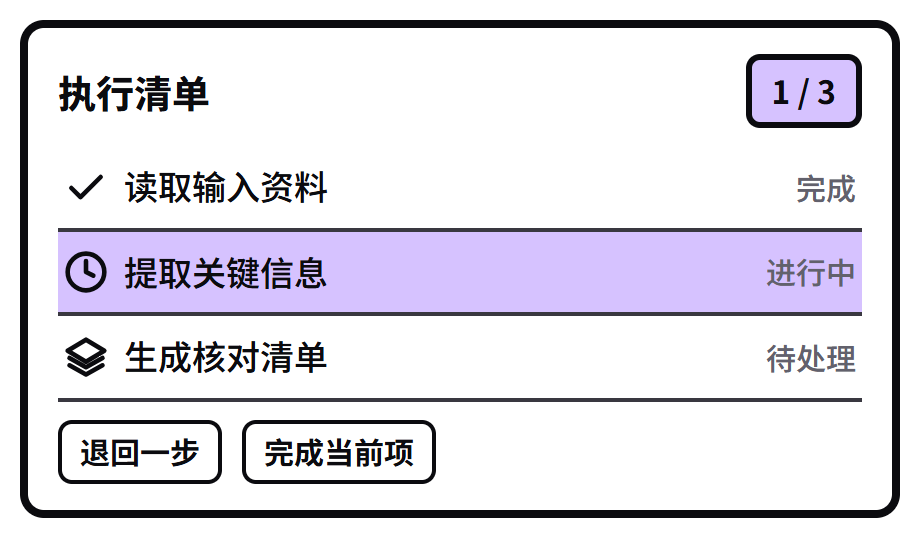 执行清单 1 / 3
读取输入资料 完成
提取关键信息 进行中
生成核对清单 待处理
退回一步 完成当前项